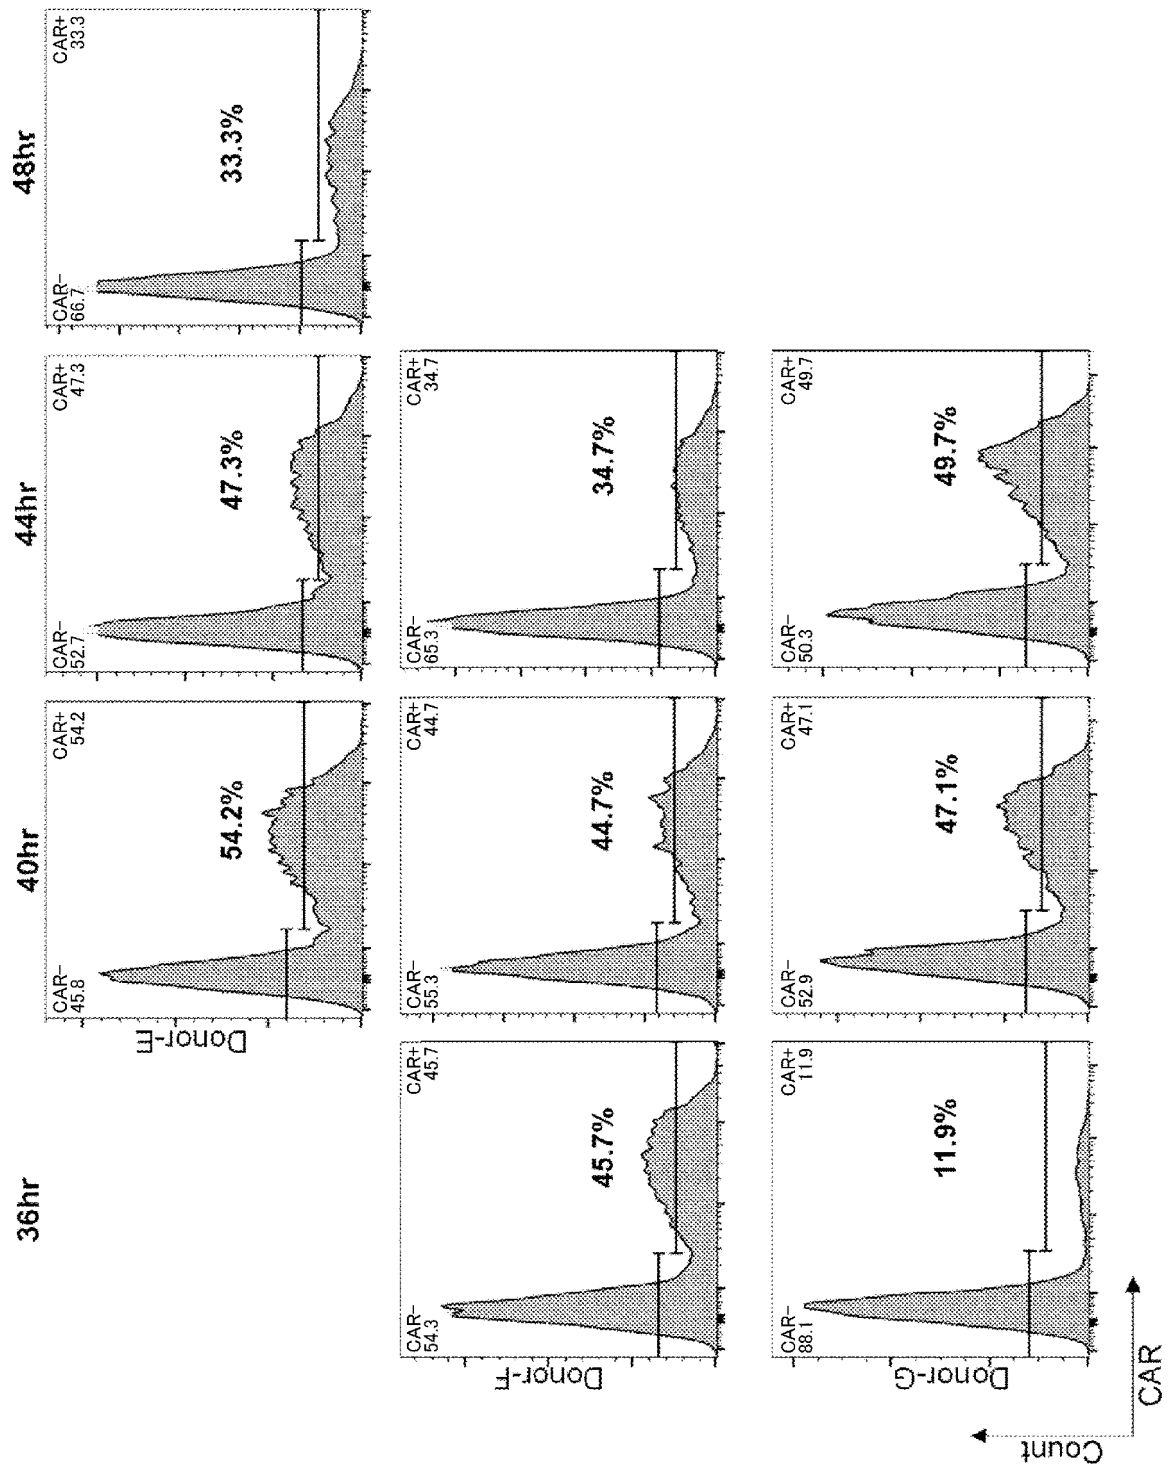 36hr
40hr
44hr
48hr
Donor-E
CAR−
45.8
CAR+
54.2
54.2%
CAR−
52.7
CAR+
47.3
47.3%
CAR−
66.7
CAR+
33.3
33.3%
Donor-F
CAR−
54.3
CAR+
45.7
45.7%
CAR−
55.3
CAR+
44.7
44.7%
CAR−
65.3
CAR+
34.7
34.7%
Donor-G
CAR−
88.1
CAR+
11.9
11.9%
CAR−
52.9
CAR+
47.1
47.1%
CAR−
50.3
CAR+
49.7
49.7%
Count
CAR